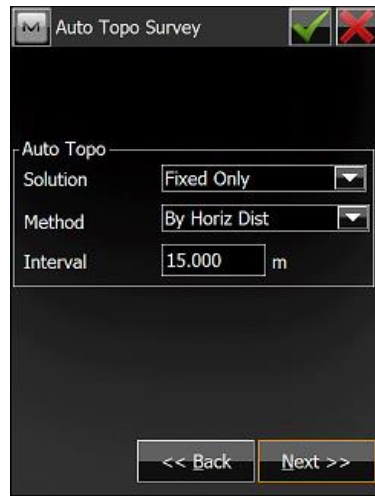 Auto Topo Survey
Auto Topo
Solution Fixed Only
Method By Horiz Dist
Interval 15.000 m
<< Back Next >>